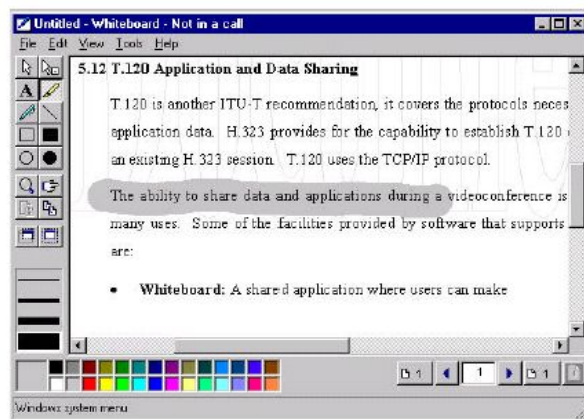 Untitled - Whiteboard - Not in a call
File Edit View Tools Help
5.12 T.120 Application and Data Sharing
T.120 is another ITU-T recommendation, it covers the protocols neces
application data. H.323 provides for the capability to establish T.120
an existing H.323 session. T.120 uses the TCP/IP protocol.
The ability to share data and applications during a videoconference is
many uses. Some of the facilities provided by software that supports
are:
• Whiteboard: A shared application where users can make
A
1 1 1
Windows system menu